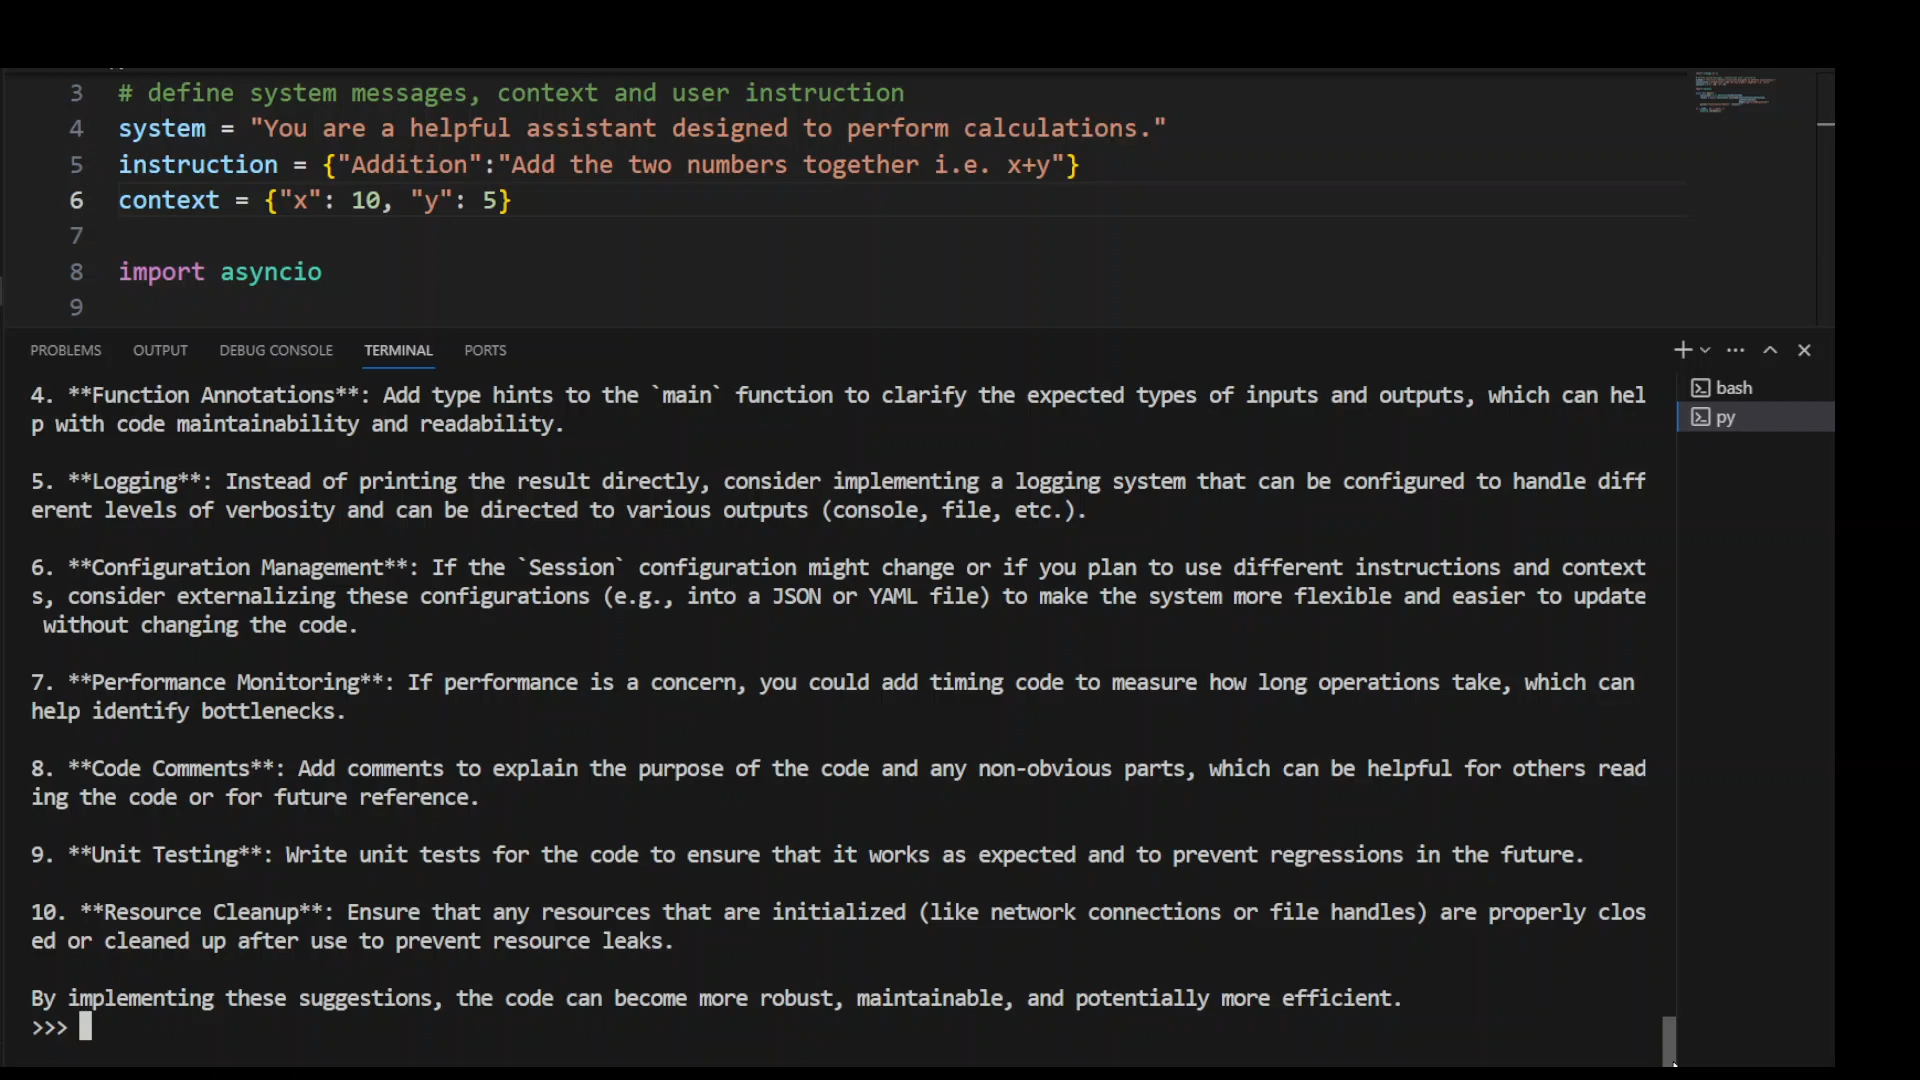 3 # define system messages, context and user instruction
4 system = "You are a helpful assistant designed to perform calculations."
5 instruction = {"Addition":"Add the two numbers together i.e. x+y"}
6 context = {"x": 10, "y": 5}
7
8 import asyncio
9
PROBLEMS OUTPUT DEBUG CONSOLE TERMINAL PORTS
4. **Function Annotations**: Add type hints to the `main` function to clarify the expected types of inputs and outputs, which can hel
p with code maintainability and readability.
5. **Logging**: Instead of printing the result directly, consider implementing a logging system that can be configured to handle diff
erent levels of verbosity and can be directed to various outputs (console, file, etc.).
6. **Configuration Management**: If the `Session` configuration might change or if you plan to use different instructions and context
s, consider externalizing these configurations (e.g., into a JSON or YAML file) to make the system more flexible and easier to update
without changing the code.
7. **Performance Monitoring**: If performance is a concern, you could add timing code to measure how long operations take, which can
help identify bottlenecks.
8. **Code Comments**: Add comments to explain the purpose of the code and any non-obvious parts, which can be helpful for others read
ing the code or for future reference.
9. **Unit Testing**: Write unit tests for the code to ensure that it works as expected and to prevent regressions in the future.
10. **Resource Cleanup**: Ensure that any resources that are initialized (like network connections or file handles) are properly clos
ed or cleaned up after use to prevent resource leaks.
By implementing these suggestions, the code can become more robust, maintainable, and potentially more efficient.
>>>
bash
py